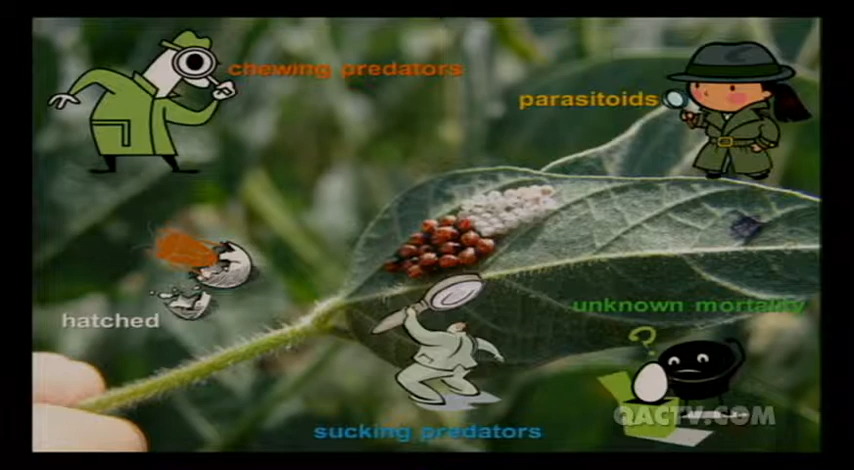 chewing predators
parasitoids
hatched
unknown mortality
?
QACTV.COM
sucking predators